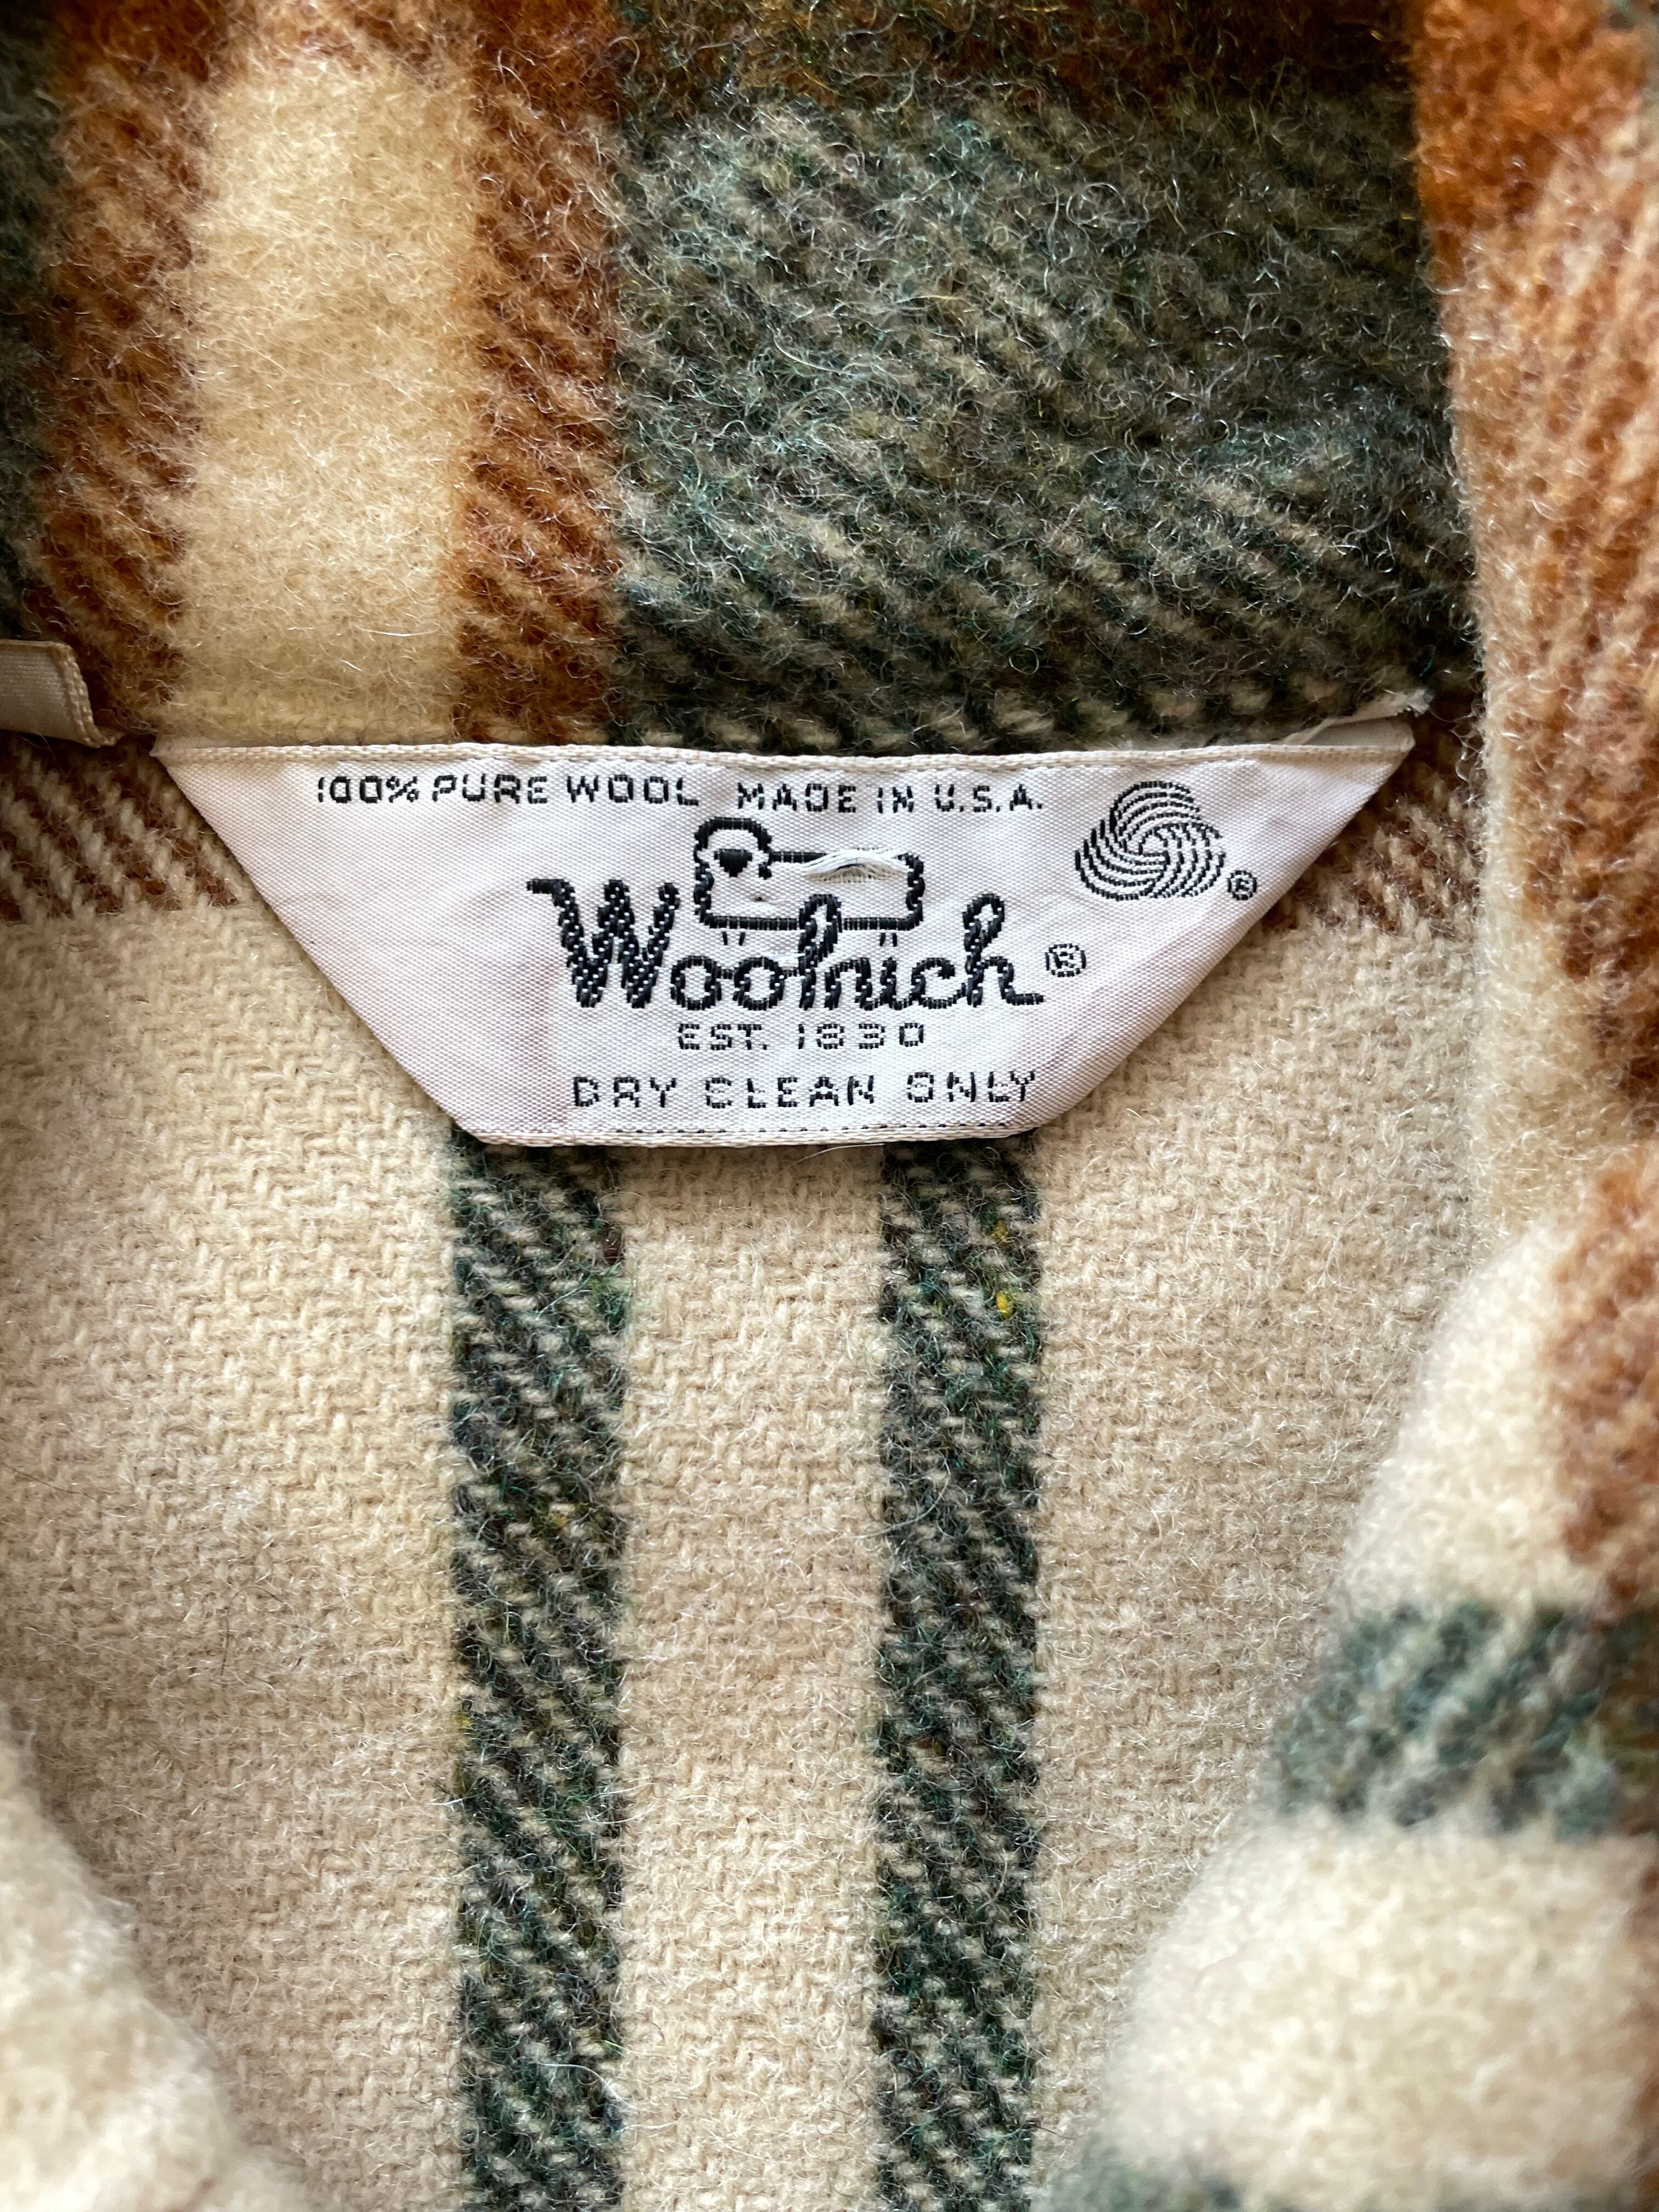 100% PURE WOOL MADE IN U.S.A.
®
Woolrich ®
EST. 1830
DRY CLEAN ONLY